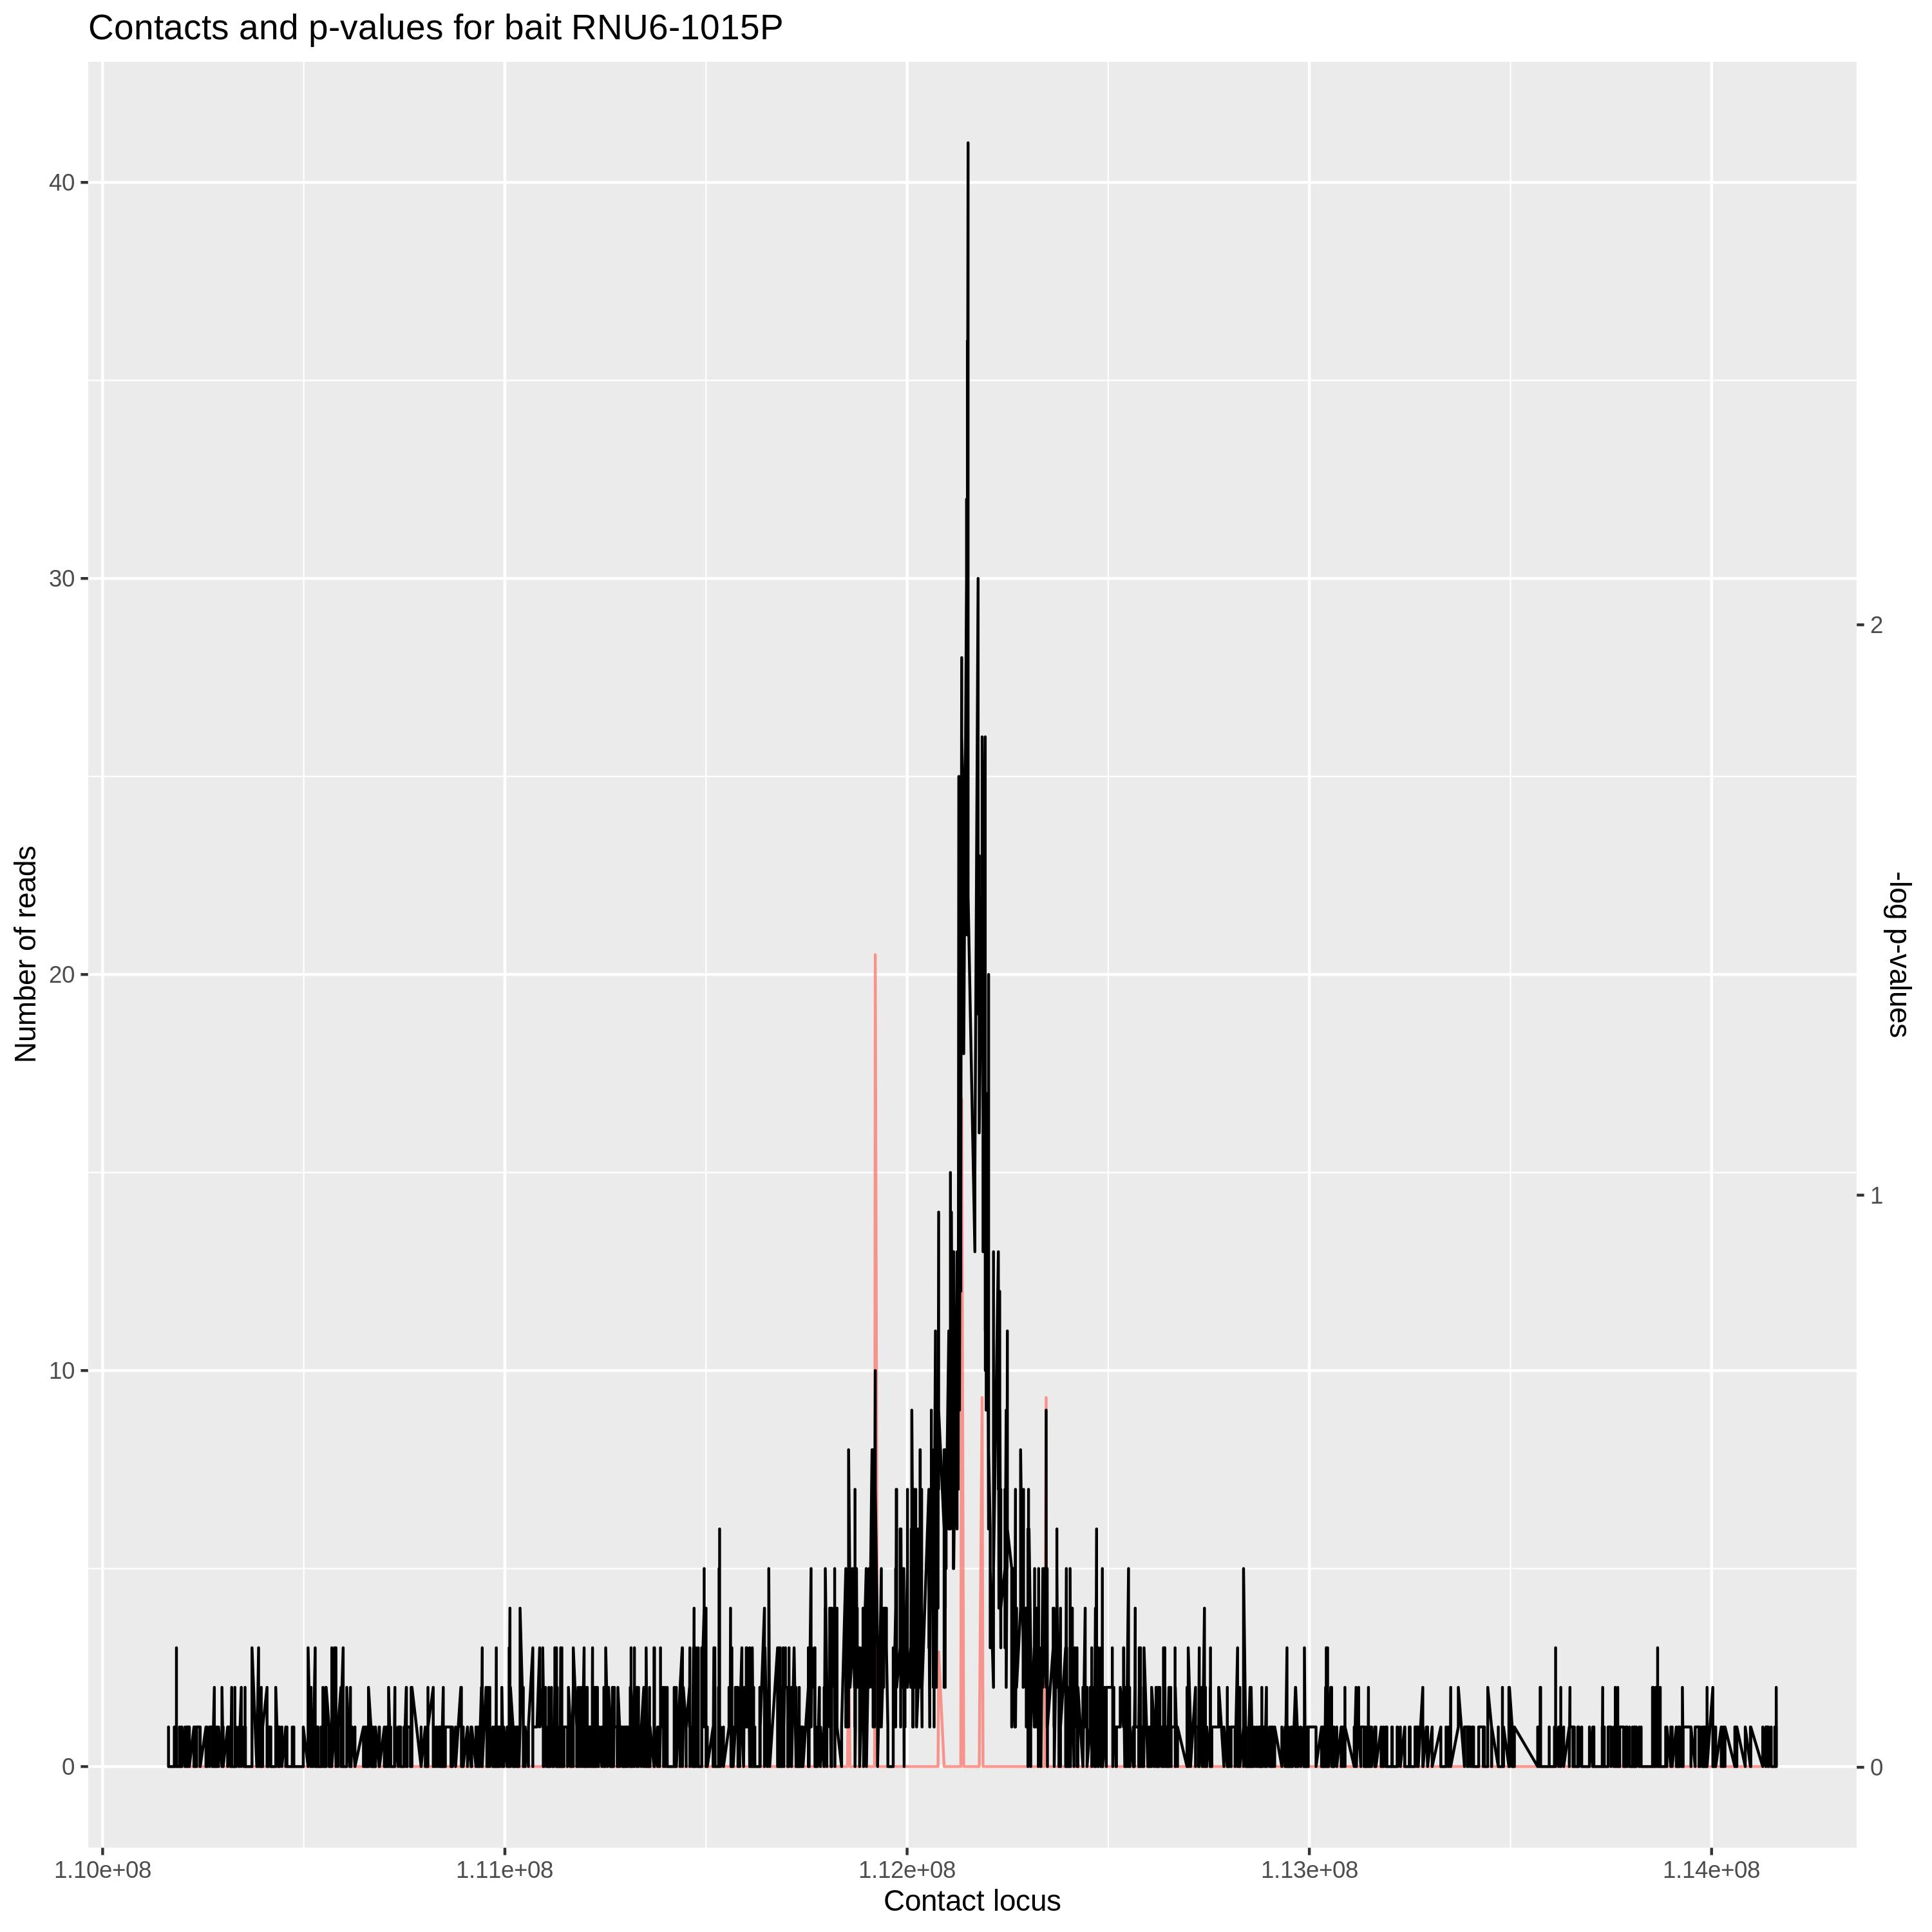 Contacts and p-values for bait RNU6-1015P
40
30
20
10
0
Number of reads
2
1
0
-log p-values
1.10e+08
1.11e+08
1.12e+08
1.13e+08
1.14e+08
Contact locus